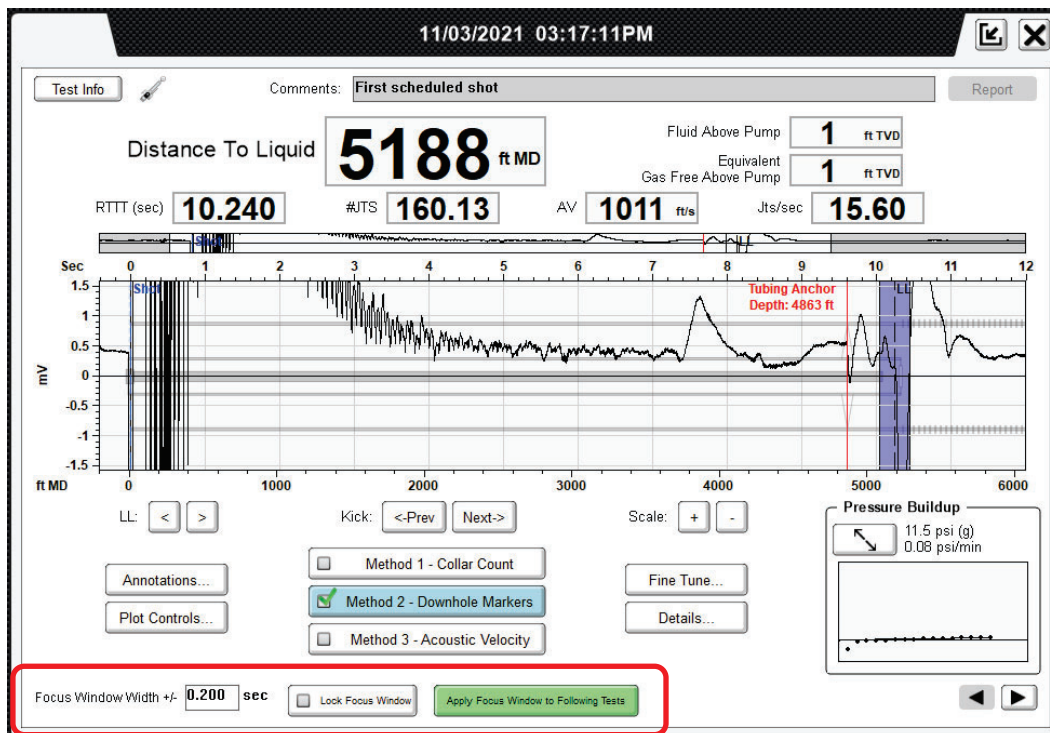 11/03/2021 03:17:11PM
Test Info
Comments: First scheduled shot
Report
Distance To Liquid 5188 ft MD
Fluid Above Pump 1 ft TVD
Equivalent
Gas Free Above Pump 1 ft TVD
RTTT (sec) 10.240 #JTS 160.13 AV 1011 ft/s Jts/sec 15.60
Shot
Sec 0 1 2 3 4 5 6 7 8 9 10 11 12
Shot
Tubing Anchor
Depth: 4863 ft
LL
mV
1.5
1
0.5
0
-0.5
-1
-1.5
ft MD 0 1000 2000 3000 4000 5000 6000
LL: < > Kick: <-Prev Next-> Scale: + -
Pressure Buildup
11.5 psi (g)
0.08 psi/min
Method 1 - Collar Count
Method 2 - Downhole Markers
Method 3 - Acoustic Velocity
Annotations...
Plot Controls...
Fine Tune...
Details...
Focus Window Width +/- 0.200 sec Lock Focus Window Apply Focus Window to Following Tests